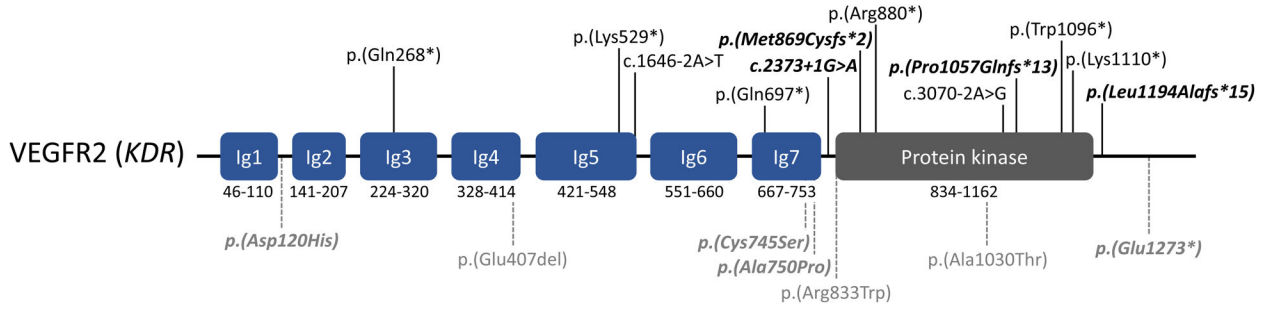 p.(Arg880*)
p.(Trp1096*)
p.(Lys529*)
p.(Met869Cysfs*2)
p.(Gln268*)
c.1646-2A>T
p.(Lys1110*)
c.2373+1G>A
p.(Pro1057Glnfs*13)
p.(Gln697*)
c.3070-2A>G
p.(Leu1194Alafs*15)
VEGFR2 (KDR)
Ig1 Ig2 Ig3 Ig4 Ig5 Ig6 Ig7 Protein kinase
46-110 141-207 224-320 328-414 421-548 551-660 667-753 834-1162
p.(Asp120His)
p.(Cys745Ser)
p.(Glu1273*)
p.(Glu407del)
p.(Ala1030Thr)
p.(Ala750Pro)
p.(Arg833Trp)